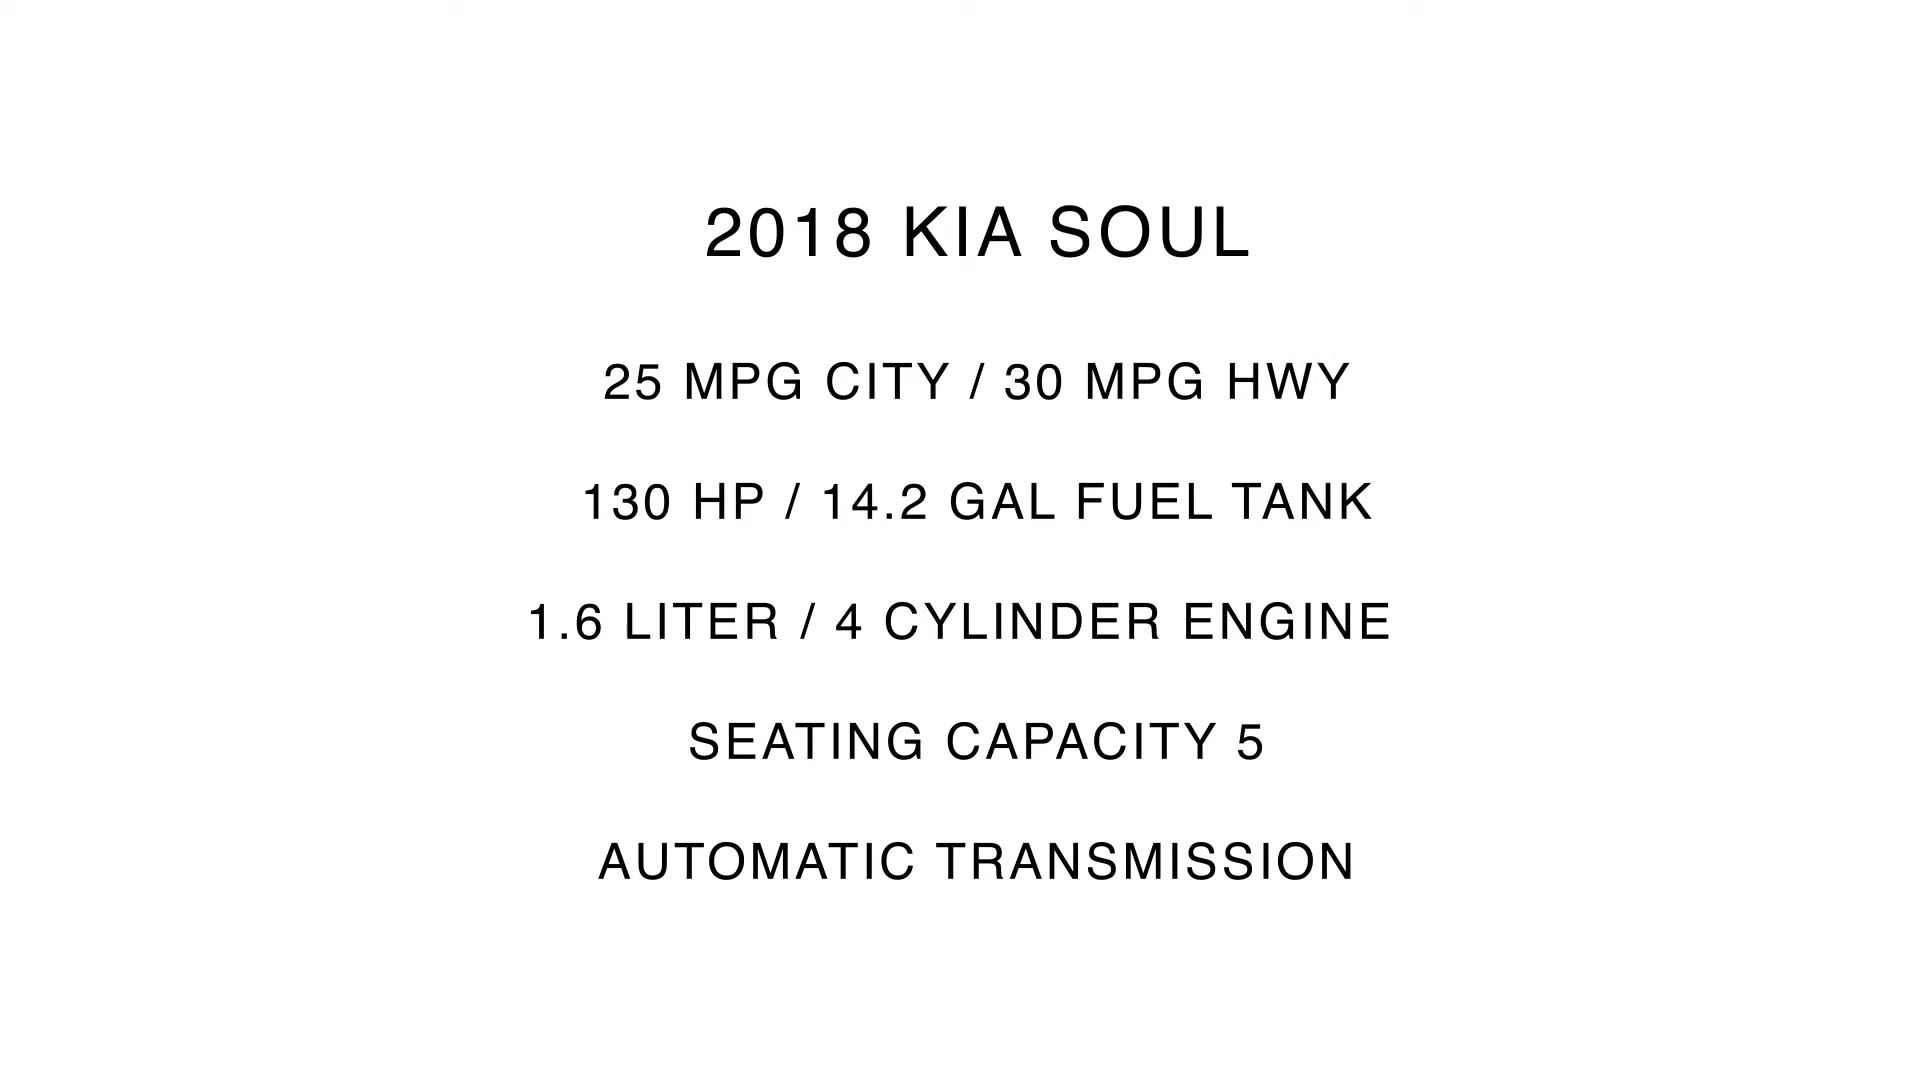 2018 KIA SOUL
25 MPG CITY / 30 MPG HWY
130 HP / 14.2 GAL FUEL TANK
1.6 LITER / 4 CYLINDER ENGINE
SEATING CAPACITY 5
AUTOMATIC TRANSMISSION